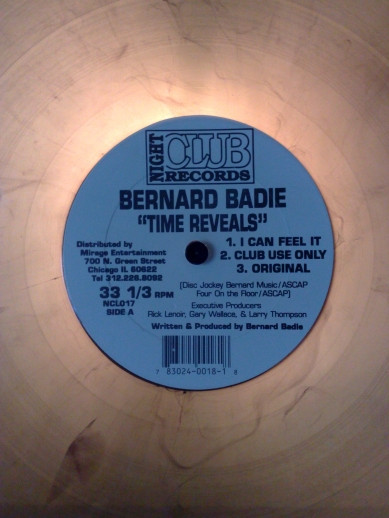 NIGHT CLUB RECORDS
BERNARD BADIE
"TIME REVEALS"
Distributed by
Mirage Entertainment
700 N. Green Street
Chicago IL 60622
Tel 312.226.6092
33 1/3 RPM
NCL017
SIDE A
1. I CAN FEEL IT
2. CLUB USE ONLY
3. ORIGINAL
(Disc Jockey Bernard Music/ASCAP
Four On the Floor/ASCAP)
Executive Producers
Rick Lenoir, Gary Wallace, & Larry Thompson
Written & Produced by Bernard Badie
7 83024-0018-1 8